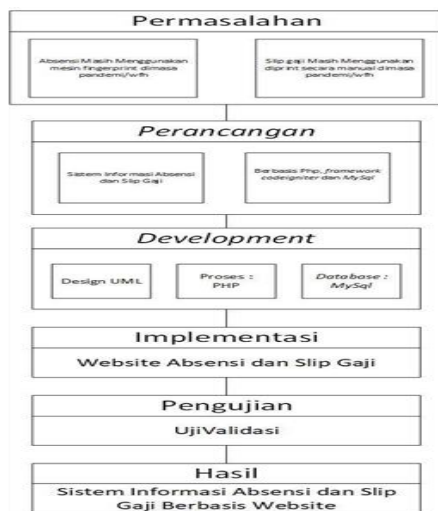 Permasalahan
Absensi Masih Menggunakan
mesin fingerprint dimasa
pandemi/wfh
Slip gaji Masih Menggunakan
diprint secara manual dimasa
pandemi/wfh
Perancangan
Sistem Informasi Absensi
dan Slip Gaji
Berbasis Php, framework
codeigniter dan MySql
Development
Design UML
Proses :
PHP
Database :
MySql
Implementasi
Website Absensi dan Slip Gaji
Pengujian
UjiValidasi
Hasil
Sistem Informasi Absensi dan Slip
Gaji Berbasis Website